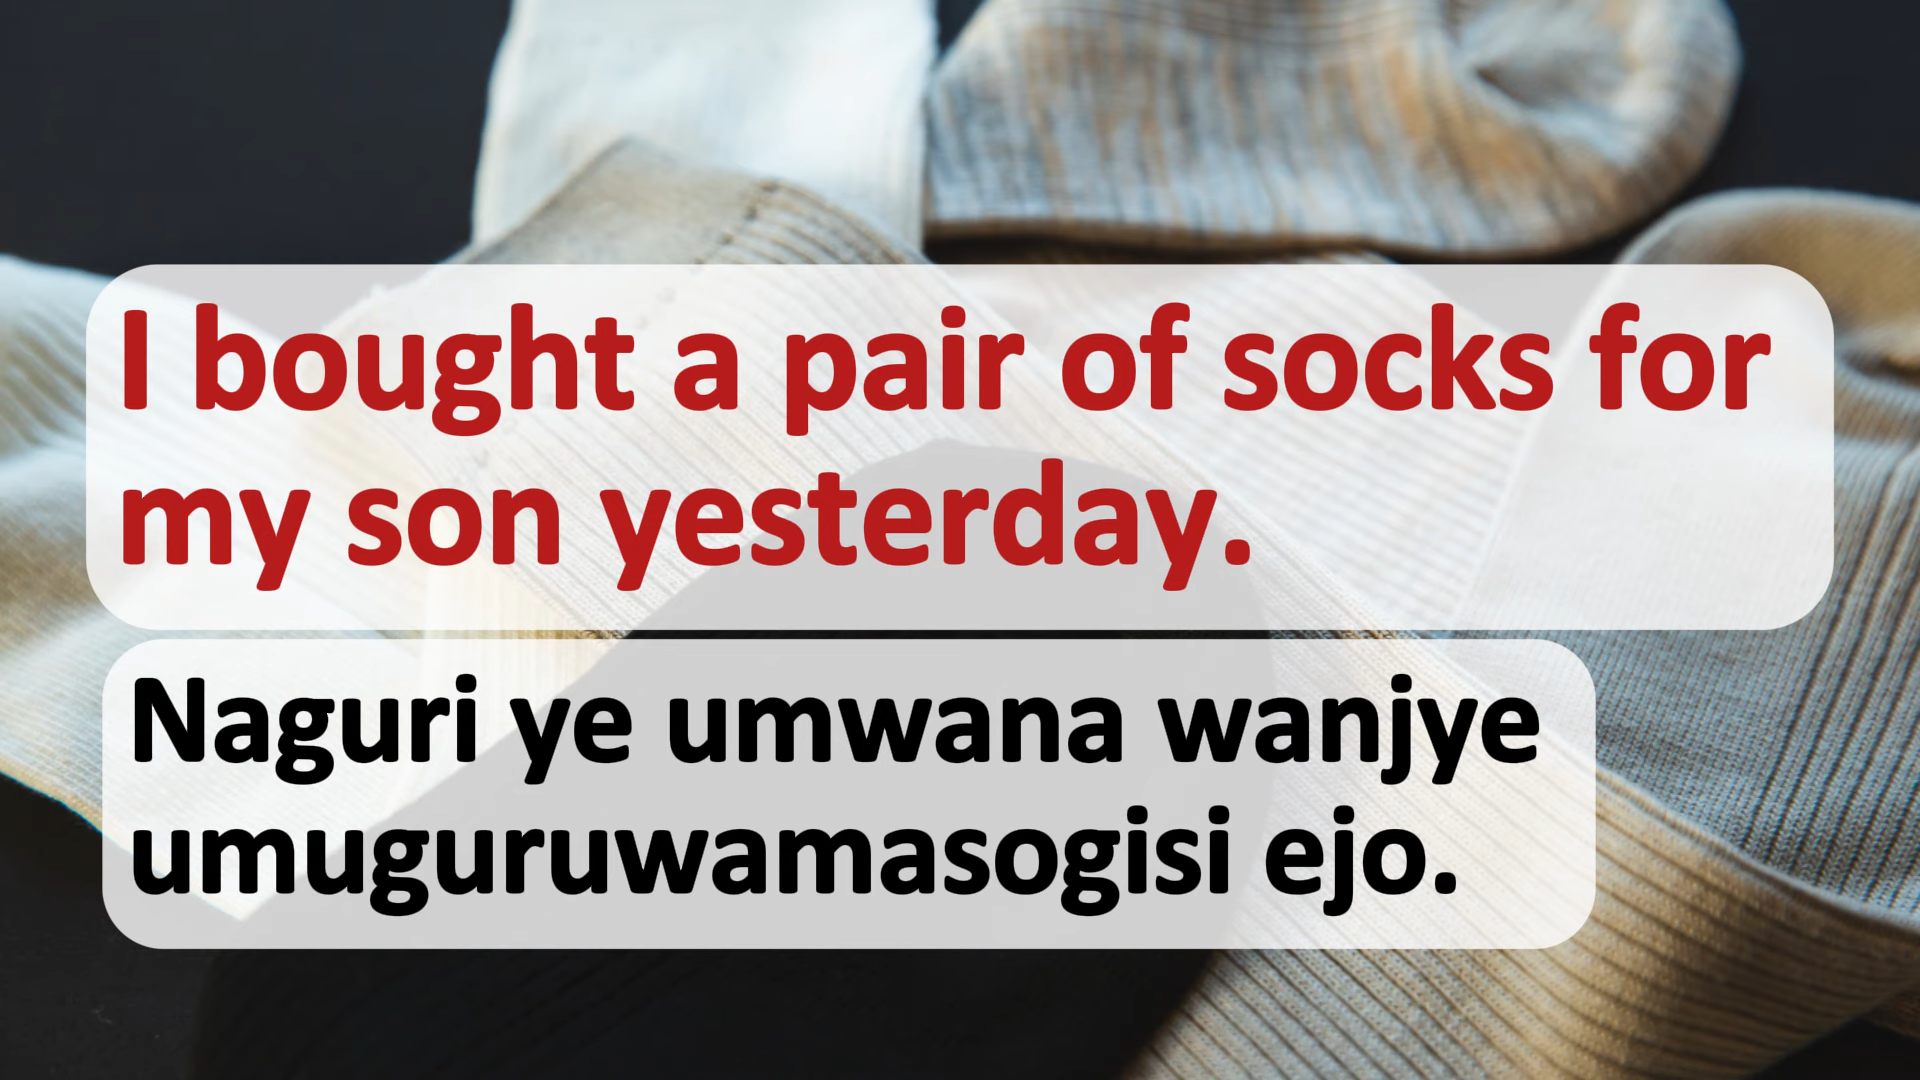 I bought a pair of socks for
my son yesterday.
Naguri ye umwana wanjye
umuguruwamasogisi ejo.